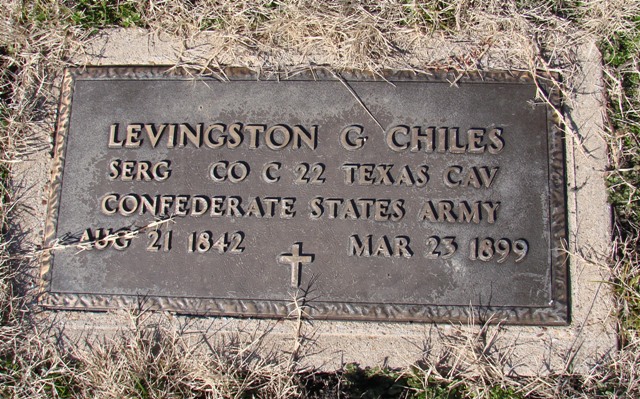 LEVINGSTON G CHILES
SERG CO C 22 TEXAS CAV
CONFEDERATE STATES ARMY
AUG 21 1842 MAR 23 1899